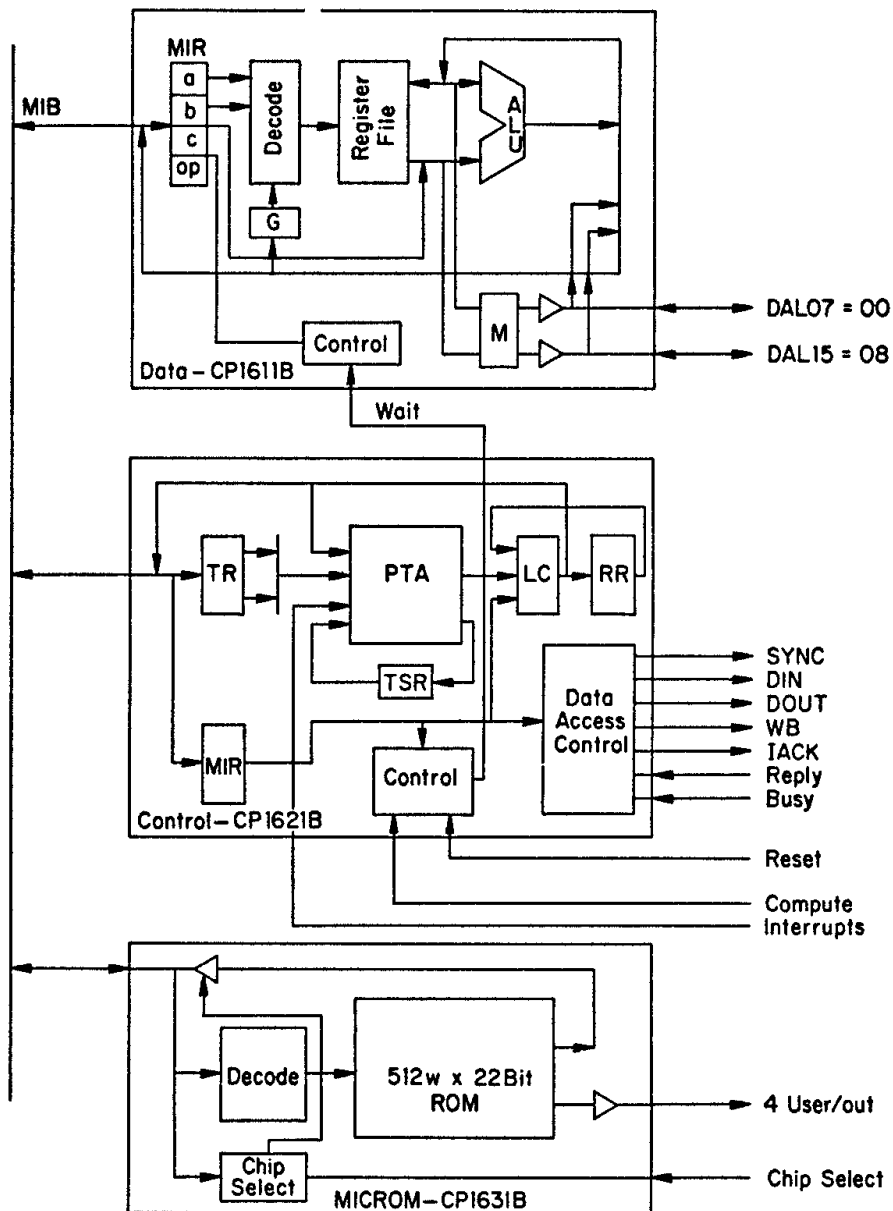 MIR
a
b
c
op
MIB
Decode
Register
File
ALU
G
M
DAL07 = 00
DAL15 = 08
Control
Data-CP1611B
Wait
TR
PTA
LC
RR
TSR
MIR
Control
Data
Access
Control
SYNC
DIN
DOUT
WB
IACK
Reply
Busy
Control-CP1621B
Reset
Compute
Interrupts
Decode
512w x 22Bit
ROM
4 User/out
Chip
Select
Chip Select
MICROM-CP1631B